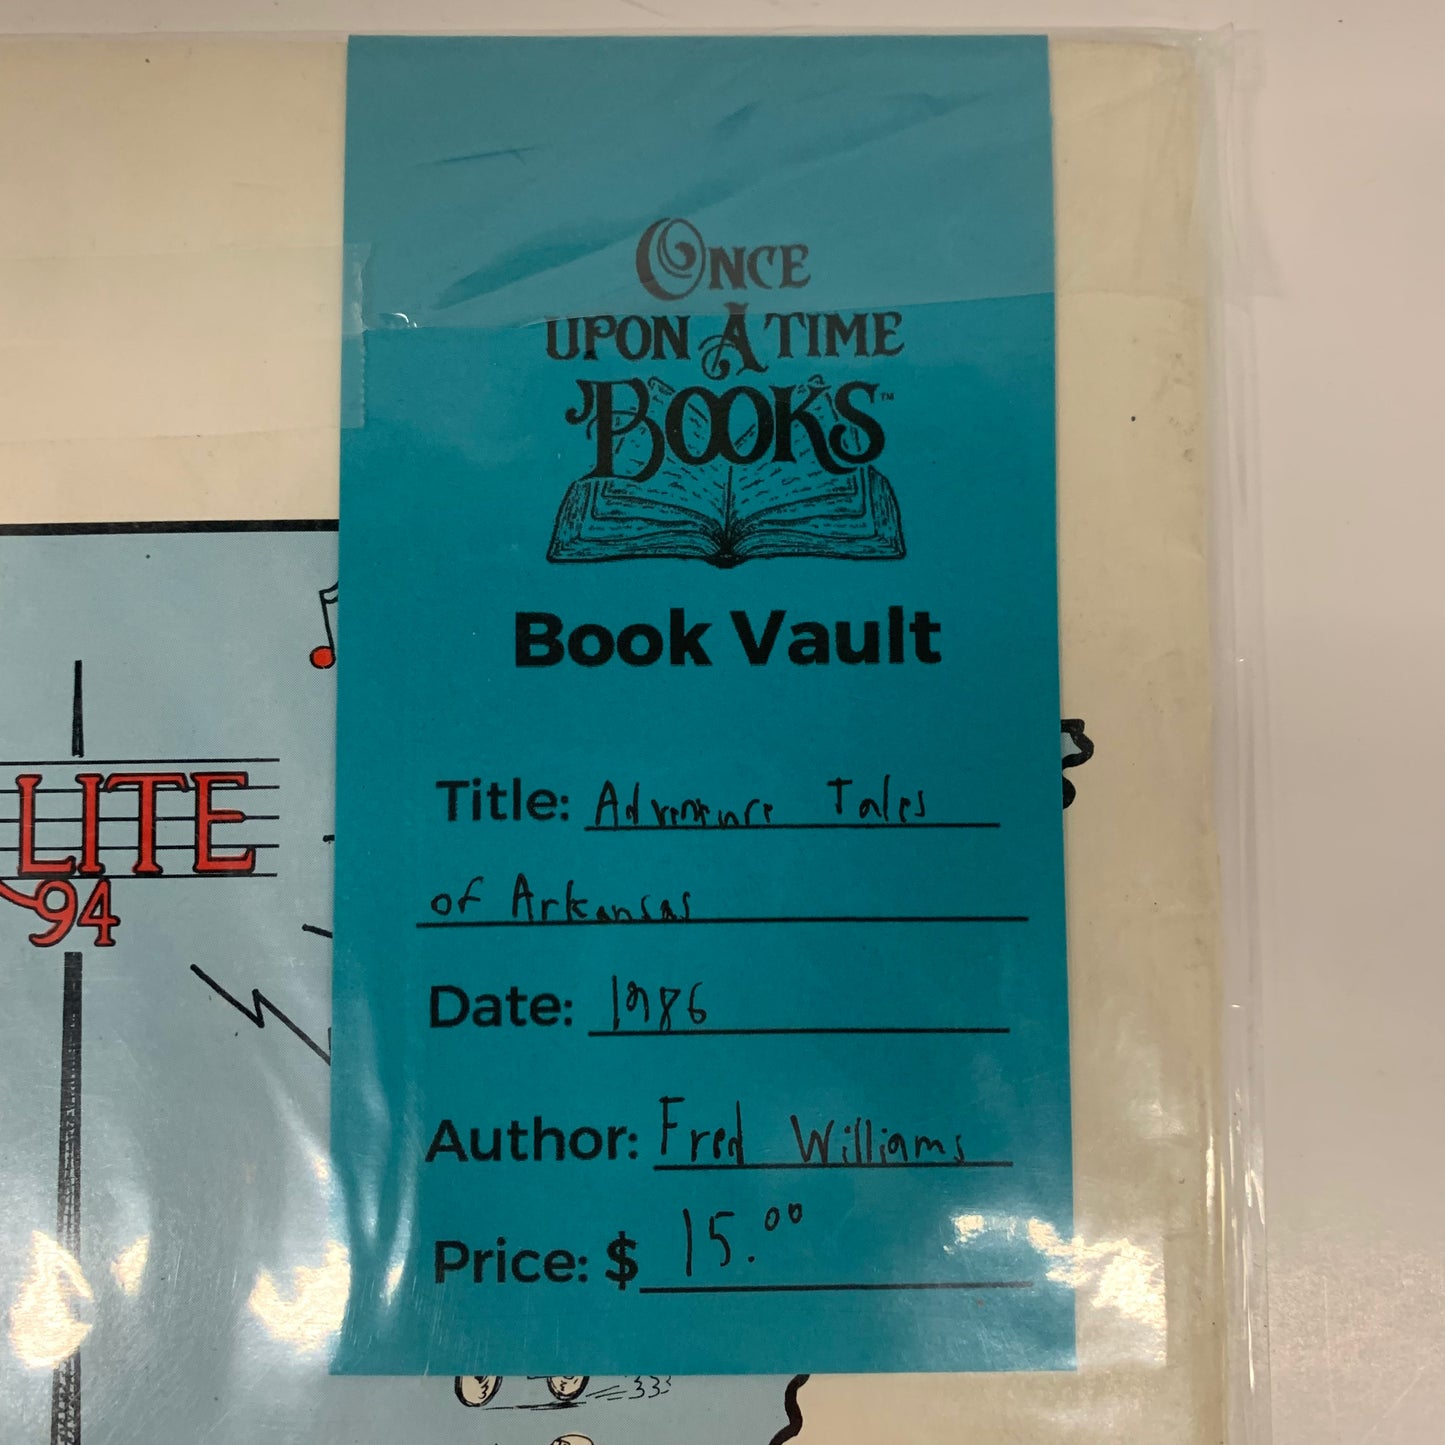 ONCE
UPON A TIME
BOOKS™
Book Vault
Title: Adventure Tales
of Arkansas
Date: 1986
Author: Fred Williams
Price: $ 15.00
LITE
94